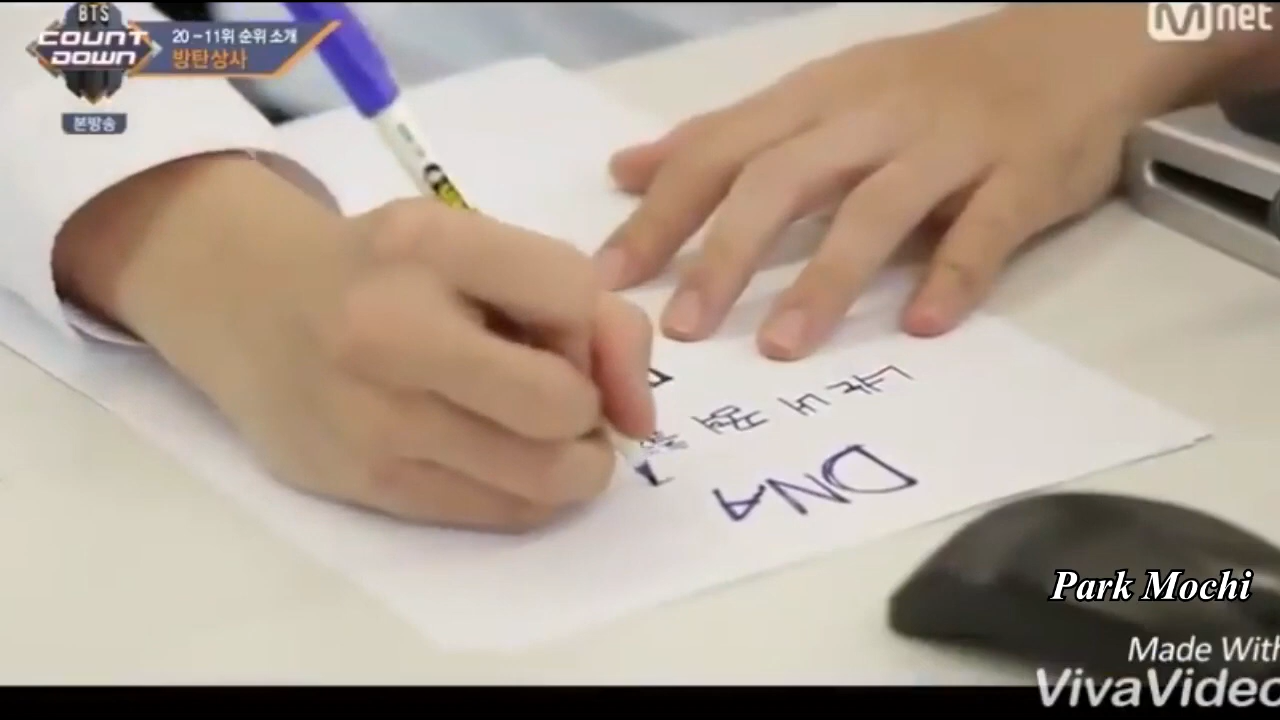 BTS
COUNT
DOWN
20-11위 순위 소개
방탄상사
본방송
Mnet
DNA
Park Mochi
Made With
VivaVideo